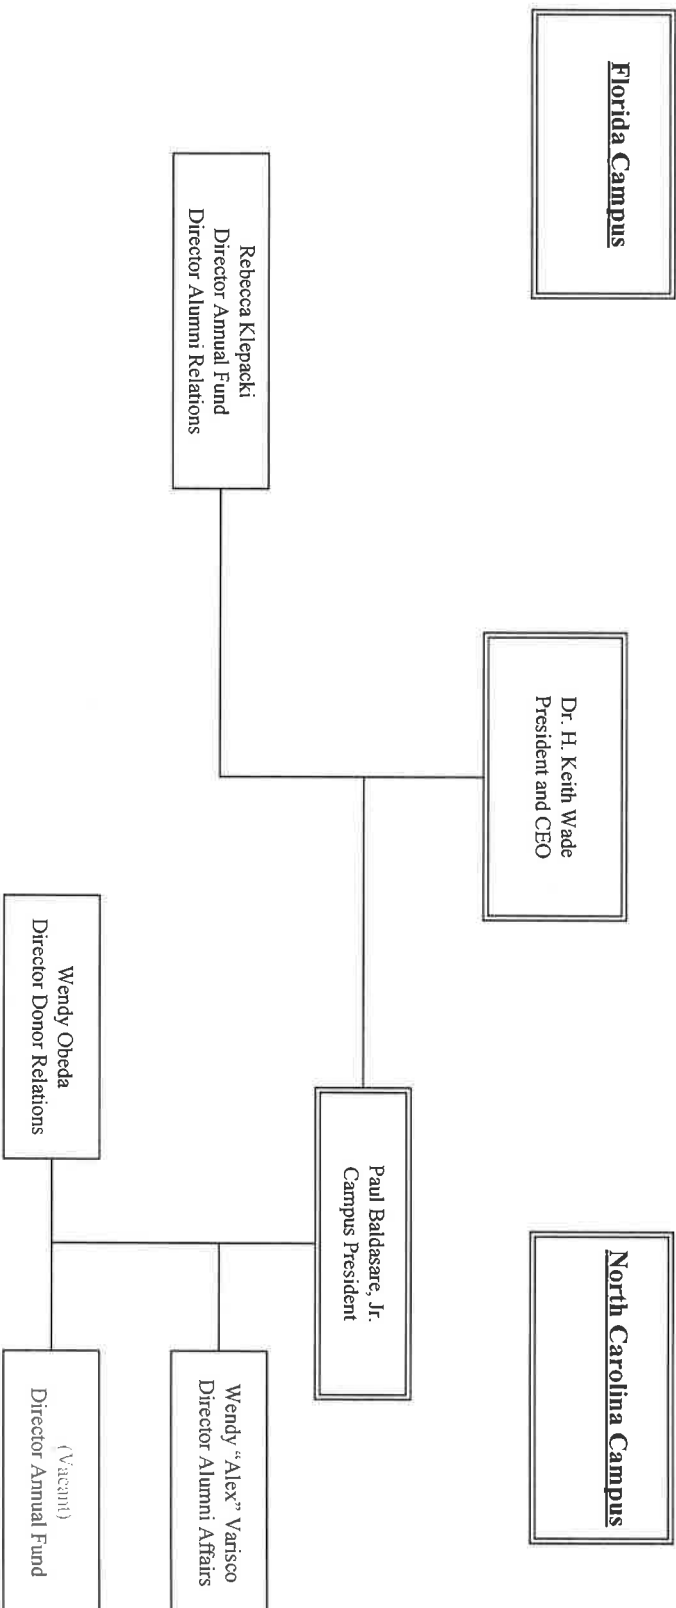 Florida Campus
North Carolina Campus
Dr. H. Keith Wade
President and CEO
Paul Baldasare, Jr.
Campus President
Rebecca Klepacki
Director Annual Fund
Director Alumni Relations
Wendy "Alex" Varisco
Director Alumni Affairs
Wendy Obeda
Director Donor Relations
(Vacant)
Director Annual Fund